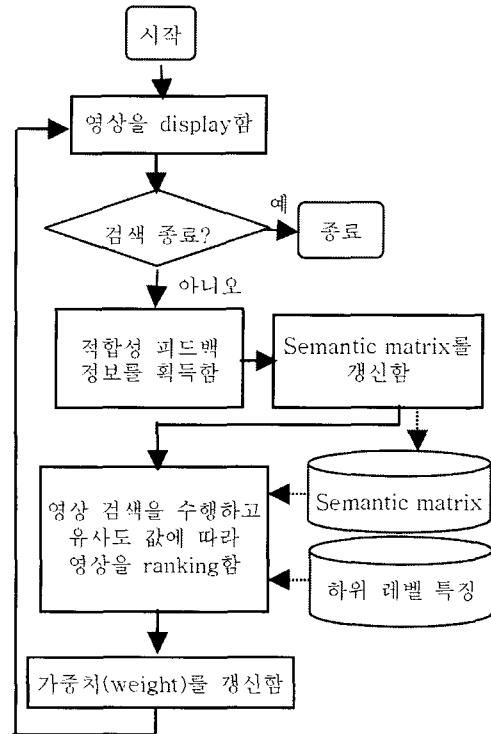 시작
영상을 display함
검색 종료?
예
종료
아니오
적합성 피드백
정보를 획득함
Semantic matrix를
갱신함
영상 검색을 수행하고
유사도 값에 따라
영상을 ranking함
Semantic matrix
하위 레벨 특징
가중치(weight)를 갱신함